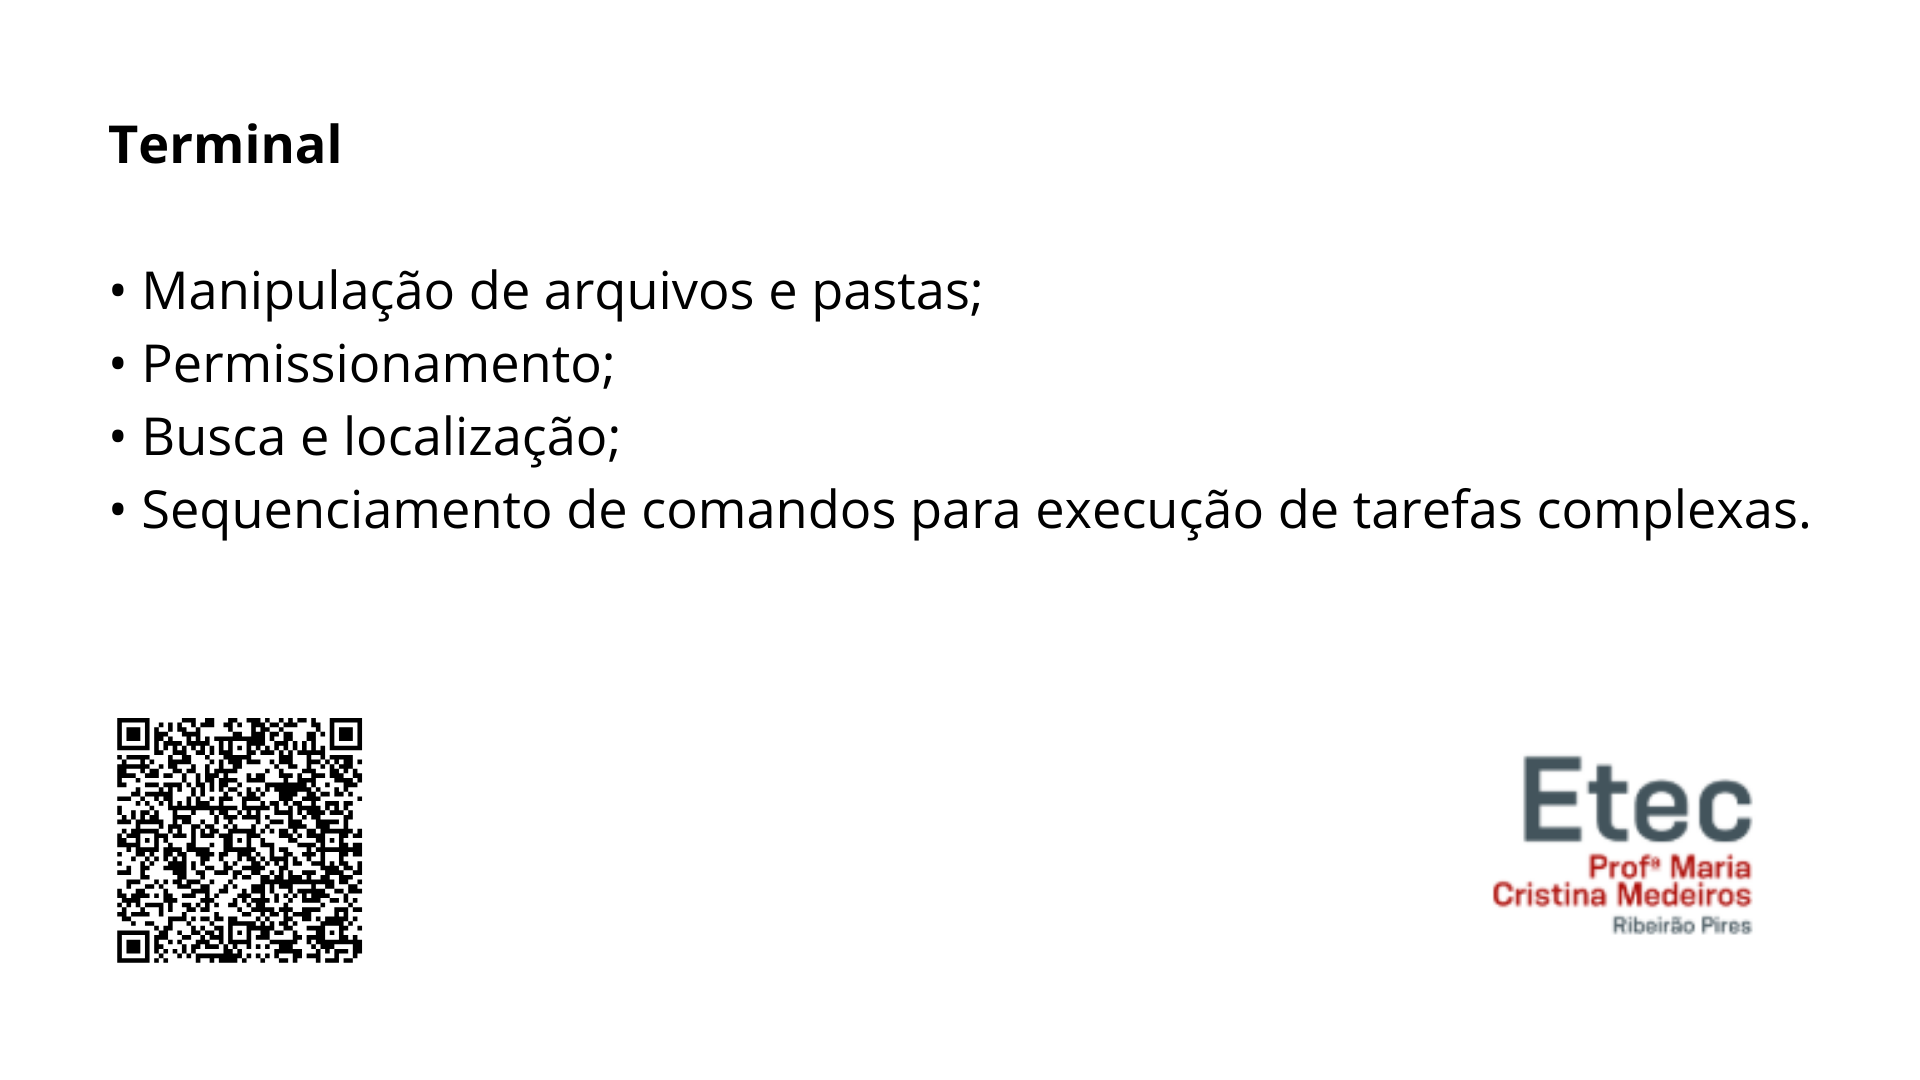 Terminal
• Manipulação de arquivos e pastas;
• Permissionamento;
• Busca e localização;
• Sequenciamento de comandos para execução de tarefas complexas.
Etec
Profª Maria
Cristina Medeiros
Ribeirão Pires